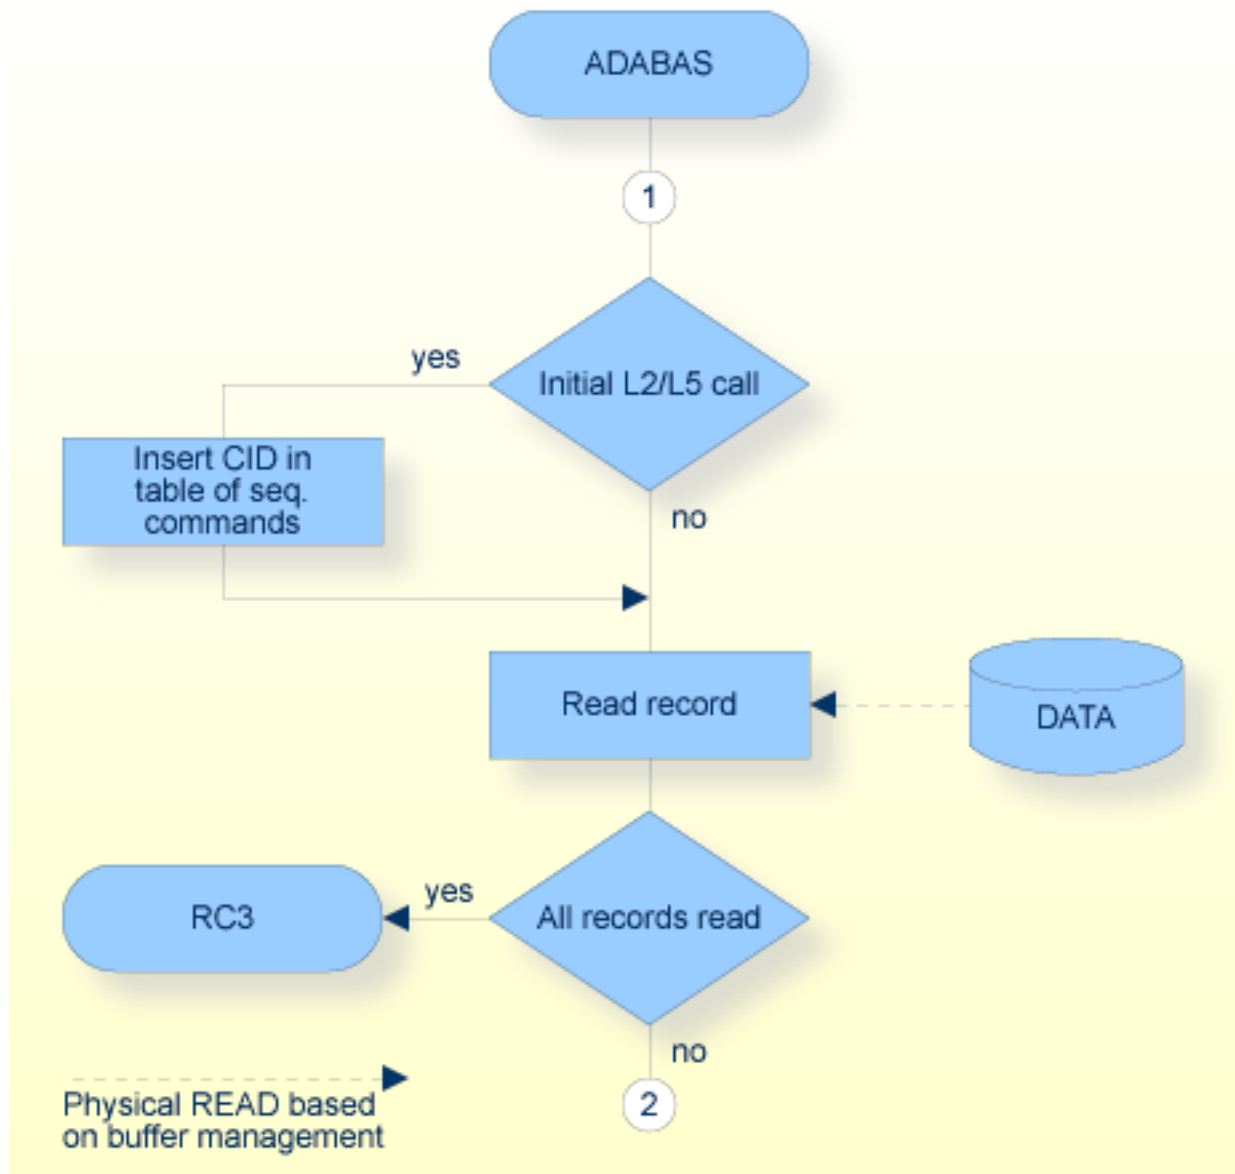 ADABAS
1
Initial L2/L5 call
yes
Insert CID in
table of seq.
commands
no
Read record
DATA
All records read
yes
RC3
no
2
Physical READ based
on buffer management